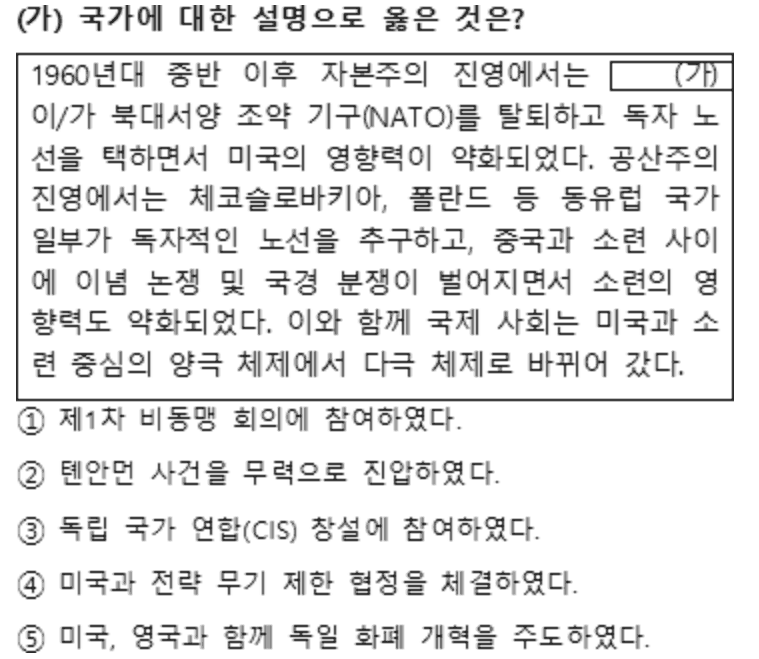 (가) 국가에 대한 설명으로 옳은 것은?
1960년대 중반 이후 자본주의 진영에서는 (가)
이/가 북대서양 조약 기구(NATO)를 탈퇴하고 독자 노
선을 택하면서 미국의 영향력이 약화되었다. 공산주의
진영에서는 체코슬로바키아, 폴란드 등 동유럽 국가
일부가 독자적인 노선을 추구하고, 중국과 소련 사이
에 이념 논쟁 및 국경 분쟁이 벌어지면서 소련의 영
향력도 약화되었다. 이와 함께 국제 사회는 미국과 소
련 중심의 양극 체제에서 다극 체제로 바뀌어 갔다.
① 제1차 비동맹 회의에 참여하였다.
② 톈안먼 사건을 무력으로 진압하였다.
③ 독립 국가 연합(CIS) 창설에 참여하였다.
④ 미국과 전략 무기 제한 협정을 체결하였다.
⑤ 미국, 영국과 함께 독일 화폐 개혁을 주도하였다.